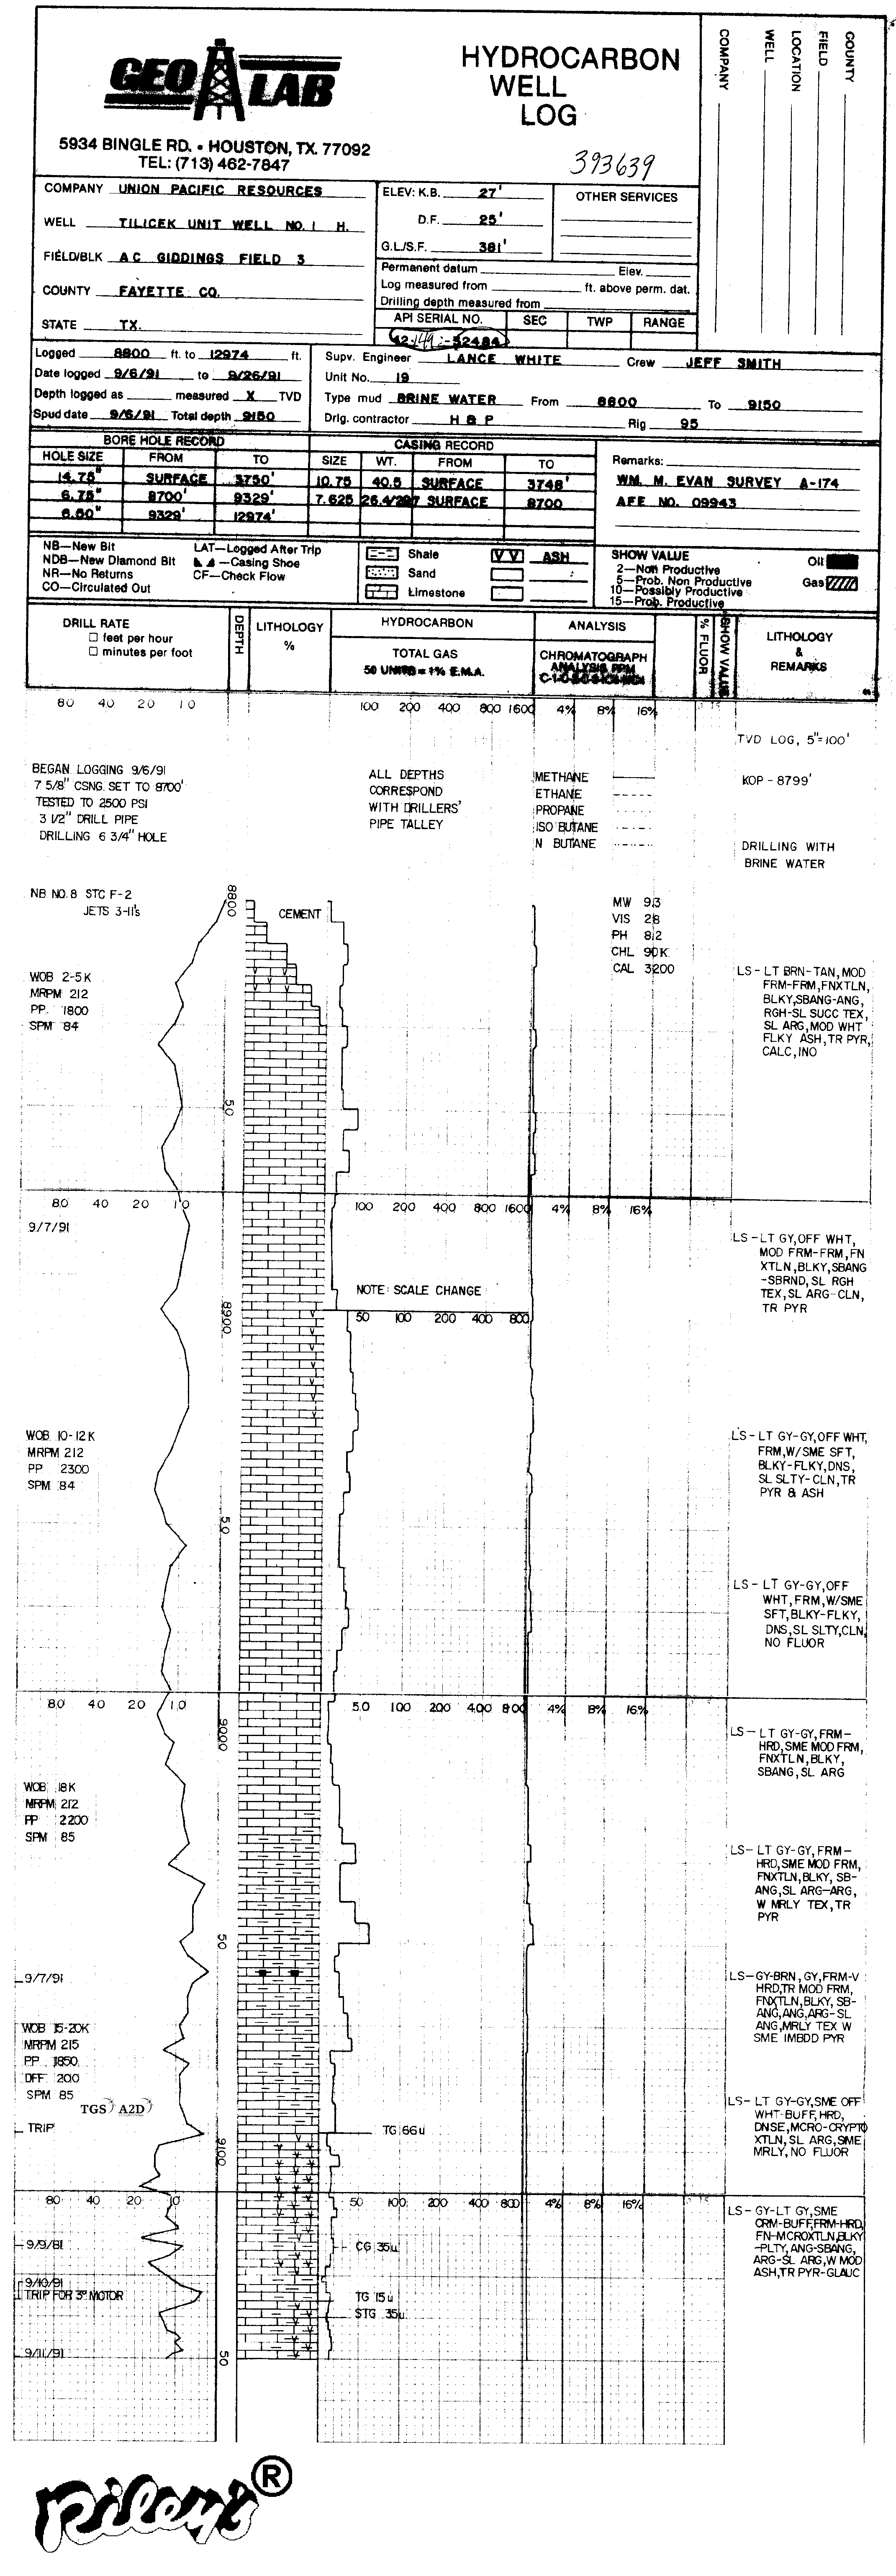 GEO LAB
5934 BINGLE RD. • HOUSTON, TX. 77092
TEL: (713) 462-7847
HYDROCARBON
WELL
LOG
393639
COMPANY
WELL
LOCATION
FIELD
COUNTY
COMPANY UNION PACIFIC RESOURCES
WELL TILICEK UNIT WELL NO. 1 H.
FIELD/BLK AC GIDDINGS FIELD 3
COUNTY FAYETTE CO.
STATE TX.
ELEV: K.B. 27'
D.F. 25'
G.L./S.F. 381'
OTHER SERVICES
Permanent datum Elev.
Log measured from ft. above perm. dat.
Drilling depth measured from
API SERIAL NO. SEC TWP RANGE
42-149-32484
Logged 8800 ft. to 12974 ft.
Date logged 9/6/91 to 9/26/91
Depth logged as measured X TVD
Spud date 9/6/91 Total depth 9150
Supv. Engineer LANCE WHITE Crew JEFF SMITH
Unit No. 19
Type mud BRINE WATER From 8800 To 9150
Drlg. contractor H & P Rig 95
BORE HOLE RECORD
HOLE SIZE FROM TO
14.75" SURFACE 3750'
6.75" 8700' 9329'
6.50" 9329' 12974'
CASING RECORD
SIZE WT. FROM TO
10.75 40.5 SURFACE 3748'
7.625 26.4/29.7 SURFACE 8700
Remarks:
WM. M. EVAN SURVEY A-174
AFE NO. 09943
NB—New Bit
NDB—New Diamond Bit
NR—No Returns
CO—Circulated Out
LAT—Logged After Trip
—Casing Shoe
CF—Check Flow
Shale
Sand
Limestone
V V ASH
SHOW VALUE
2—Non Productive
5—Prob. Non Productive
10—Possibly Productive
15—Prob. Productive
Oil
Gas
DRILL RATE
feet per hour
minutes per foot
DEPTH
LITHOLOGY
%
HYDROCARBON
TOTAL GAS
50 UNITS = 1% E.M.A.
ANALYSIS
CHROMATOGRAPH
ANALYSIS PPM
% FLUOR
SHOW VALUE
LITHOLOGY
&
REMARKS
80 40 20 10
100 200 400 800 1600 4% 8% 16%
TVD LOG, 5"=100'
BEGAN LOGGING 9/6/91
7 5/8" CSNG. SET TO 8700'
TESTED TO 2500 PSI
3 1/2" DRILL PIPE
DRILLING 6 3/4" HOLE
ALL DEPTHS
CORRESPOND
WITH DRILLERS'
PIPE TALLEY
METHANE
ETHANE
PROPANE
ISO BUTANE
N BUTANE
KOP - 8799'
DRILLING WITH
BRINE WATER
NB NO.8 STC F-2
JETS 3-11's
8800
CEMENT
MW 9.3
VIS 28
PH 8.2
CHL 90K
CAL 3200
WOB 2-5K
MRPM 212
PP. 1800
SPM 84
LS - LT BRN-TAN, MOD
FRM-FRM, FNXTLN,
BLKY, SBANG-ANG,
RGH-SL SUCC TEX,
SL ARG, MOD WHT
FLKY ASH, TR PYR,
CALC, INO
50
80 40 20 10
100 200 400 800 1600 4% 8% 16%
9/7/91
LS - LT GY, OFF WHT,
MOD FRM-FRM, FN
XTLN, BLKY, SBANG
-SBRND, SL RGH
TEX, SL ARG-CLN,
TR PYR
NOTE: SCALE CHANGE
8900
50 100 200 400 800
WOB 10-12K
MRPM 212
PP 2300
SPM 84
LS - LT GY-GY, OFF WHT,
FRM, W/SME SFT,
BLKY-FLKY, DNS,
SL SLTY-CLN, TR
PYR & ASH
50
LS - LT GY-GY, OFF
WHT, FRM, W/SME
SFT, BLKY-FLKY,
DNS, SL SLTY, CLN,
NO FLUOR
80 40 20 10
50 100 200 400 800 4% 8% 16%
9000
LS - LT GY-GY, FRM-
HRD, SME MOD FRM,
FNXTLN, BLKY,
SBANG, SL ARG
WOB 18K
MRPM 212
PP 2200
SPM 85
LS - LT GY-GY, FRM-
HRD, SME MOD FRM,
FNXTLN, BLKY, SB-
ANG, SL ARG-ARG,
W MRLY TEX, TR
PYR
50
9/7/91
LS-GY-BRN, GY, FRM-V
HRD, TR MOD FRM,
FNXTLN, BLKY, SB-
ANG, ANG, ARG-SL
ANG, MRLY TEX W
SME IMBDD PYR
WOB 15-20K
MRPM 215
PP 1850
DFF 200
SPM 85
TGS A2D
TRIP
TG 66u
9100
LS - LT GY-GY, SME OFF
WHT-BUFF, HRD,
DNSE, MCRO-CRYPTO
XTLN, SL ARG, SME
MRLY, NO FLUOR
80 40 20 10
50 100 200 400 800 4% 8% 16%
LS - GY-LT GY, SME
CRM-BUFF, FRM-HRD,
FN-MCROXTLN, BLKY
-PLTY, ANG-SBANG,
ARG-SL ARG, W MOD
ASH, TR PYR-GLAUC
9/9/81
CG 35u
9/10/91
TRIP FOR 3° MOTOR
TG 15u
STG 35u
9/11/91
50
Riley's ®